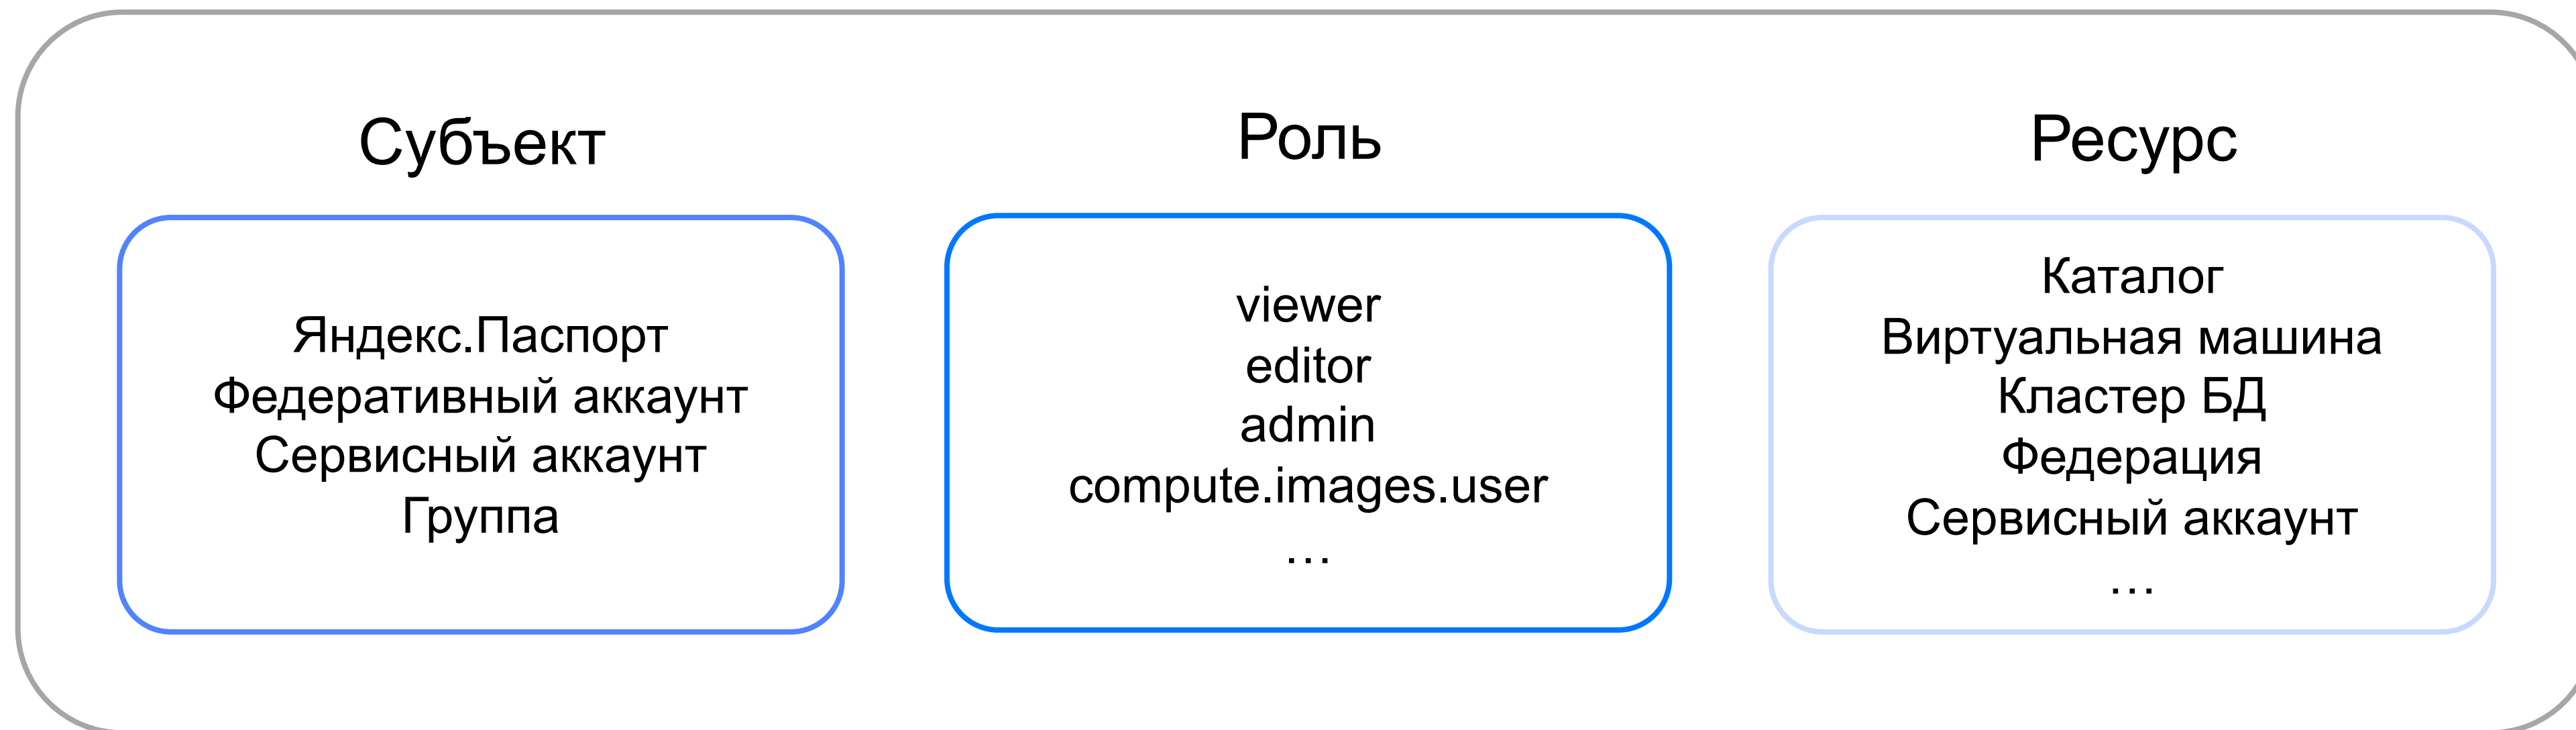 Субъект
Яндекс.Паспорт
Федеративный аккаунт
Сервисный аккаунт
Группа
Роль
viewer
editor
admin
compute.images.user
…
Ресурс
Каталог
Виртуальная машина
Кластер БД
Федерация
Сервисный аккаунт
…